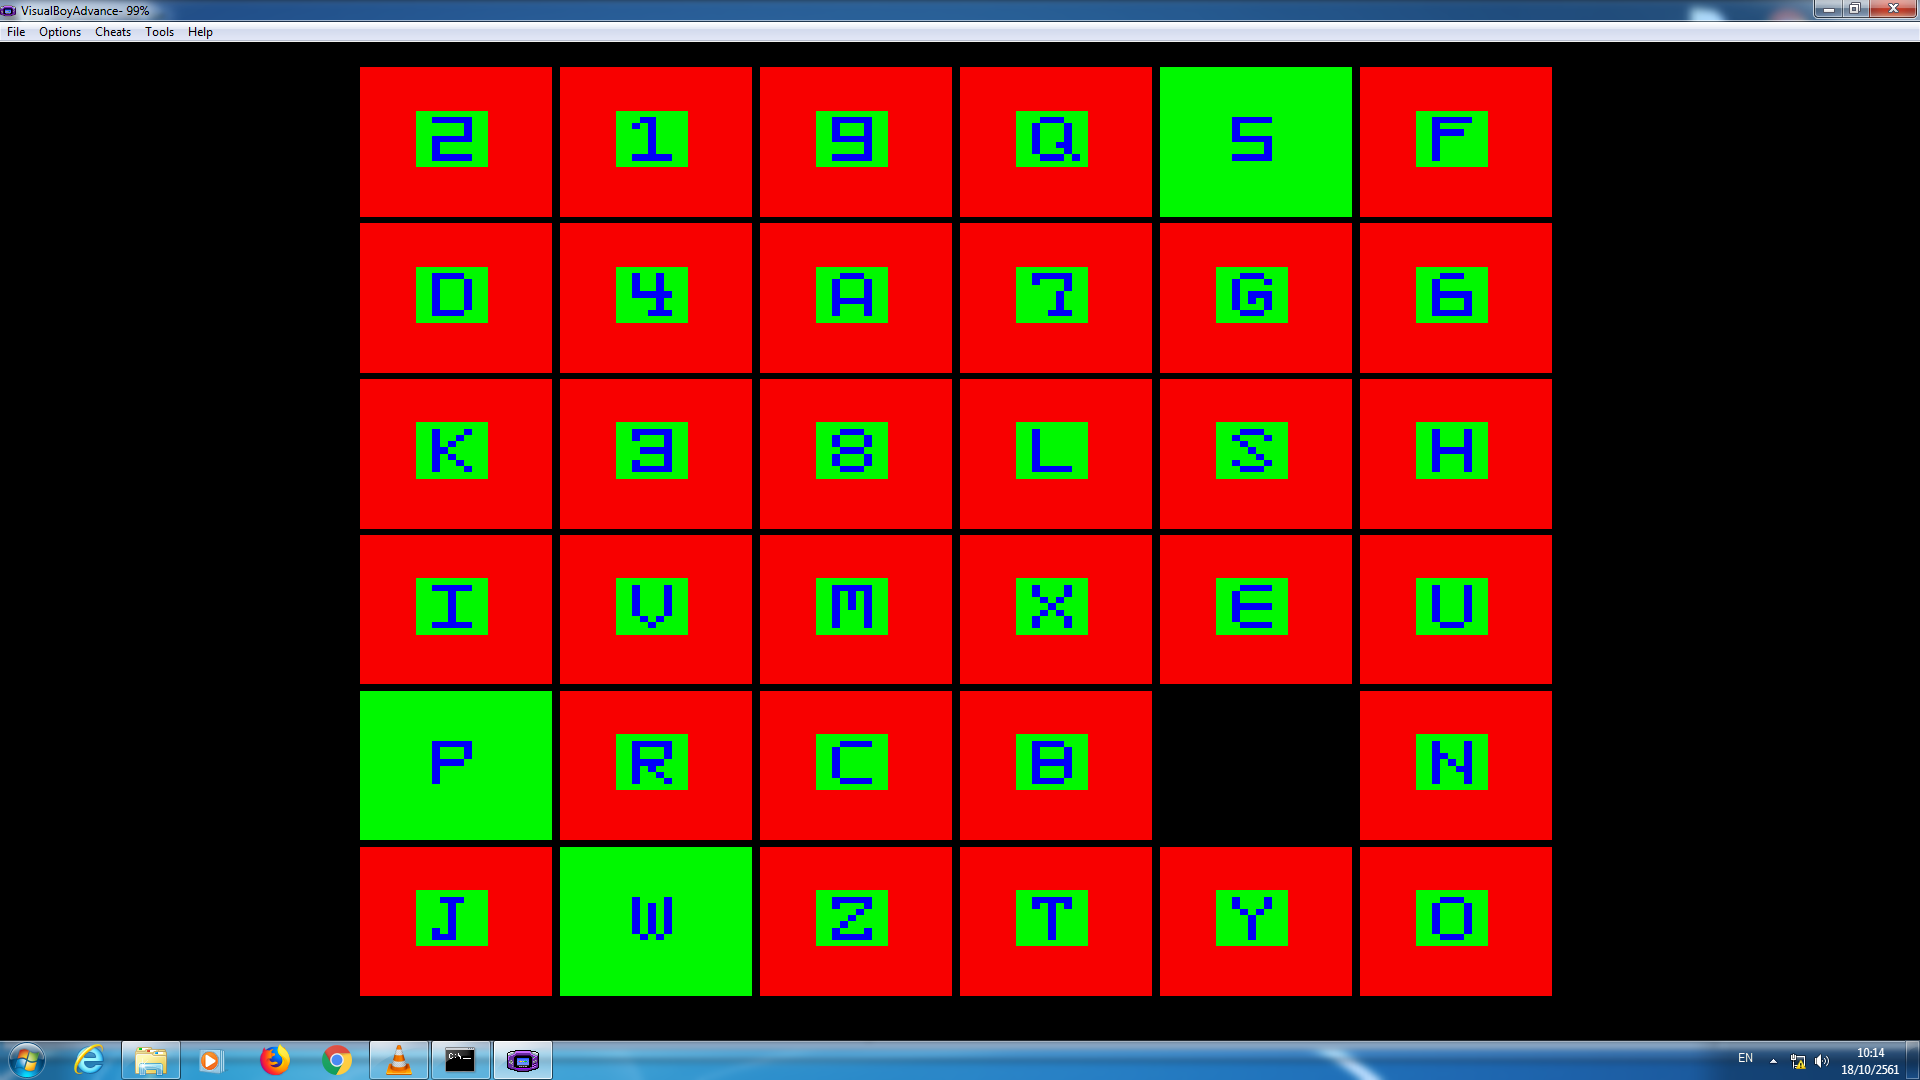 VisualBoyAdvance- 99%
File Options Cheats Tools Help
2 1 9 Q 5 F
D 4 A 7 G 6
K 3 8 L S H
I V M X E U
P R C B N
J W Z T Y O
C:\_
EN 10:14
18/10/2561